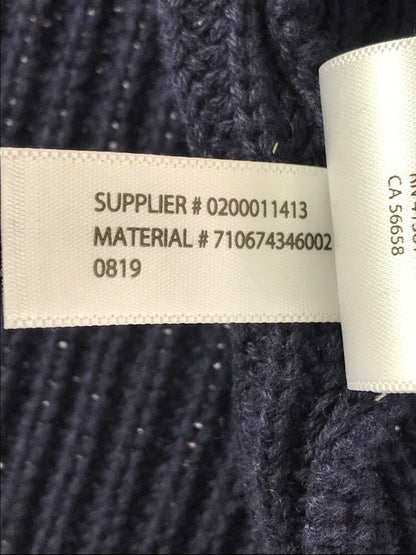 SUPPLIER # 0200011413
MATERIAL # 710674346002
0819
CA 56658